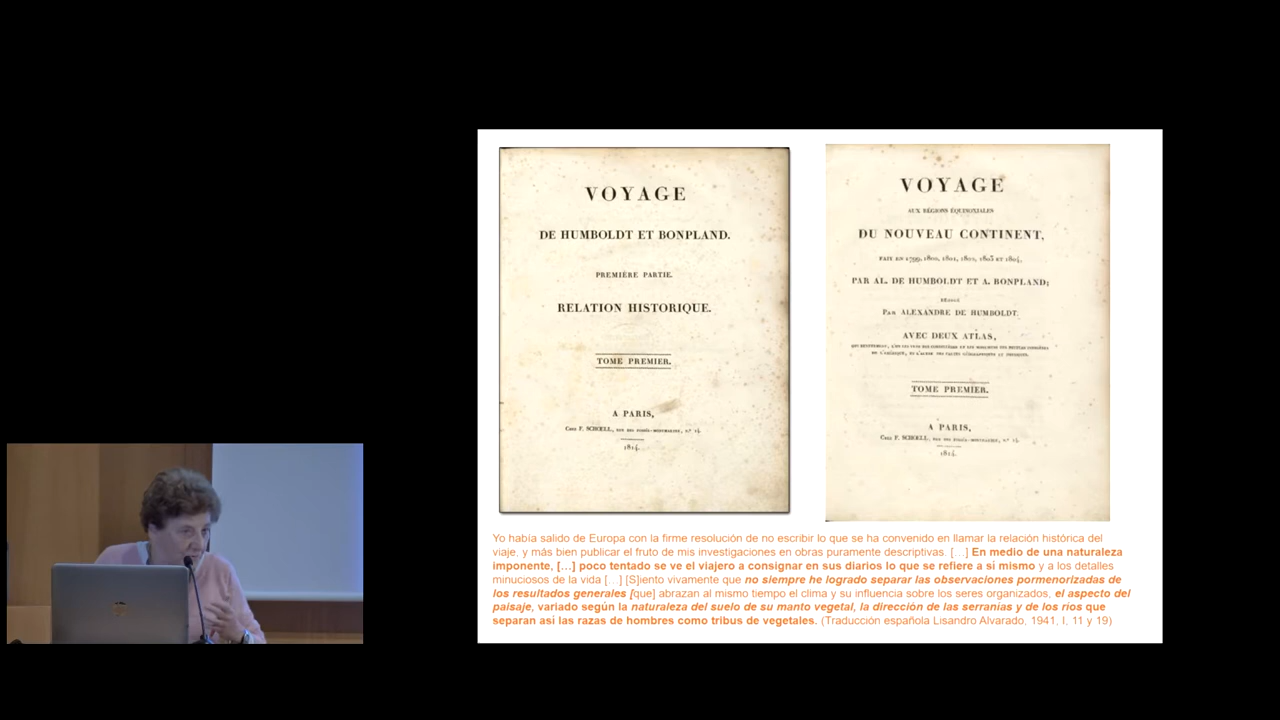 VOYAGE
DE HUMBOLDT ET BONPLAND.
PREMIÈRE PARTIE.
RELATION HISTORIQUE.
TOME PREMIER.
A PARIS,
Chez F. SCHOELL,
1814.
VOYAGE
AUX RÉGIONS ÉQUINOXIALES
DU NOUVEAU CONTINENT,
FAIT EN 1799, 1800, 1801, 1802, 1803 ET 1804,
PAR AL. DE HUMBOLDT ET A. BONPLAND;
RÉDIGÉ
PAR ALEXANDRE DE HUMBOLDT.
AVEC DEUX ATLAS,
TOME PREMIER.
A PARIS,
Chez F. SCHOELL,
1814.
Yo había salido de Europa con la firme resolución de no escribir lo que se ha convenido en llamar la relación histórica del
viaje, y más bien publicar el fruto de mis investigaciones en obras puramente descriptivas. […] En medio de una naturaleza
imponente, […] poco tentado se ve el viajero a consignar en sus diarios lo que se refiere a sí mismo y a los detalles
minuciosos de la vida […] [S]iento vivamente que no siempre he logrado separar las observaciones pormenorizadas de
los resultados generales [que] abrazan al mismo tiempo el clima y su influencia sobre los seres organizados, el aspecto del
paisaje, variado según la naturaleza del suelo de su manto vegetal, la dirección de las serranías y de los ríos que
separan así las razas de hombres como tribus de vegetales. (Traducción española Lisandro Alvarado, 1941, I, 11 y 19)